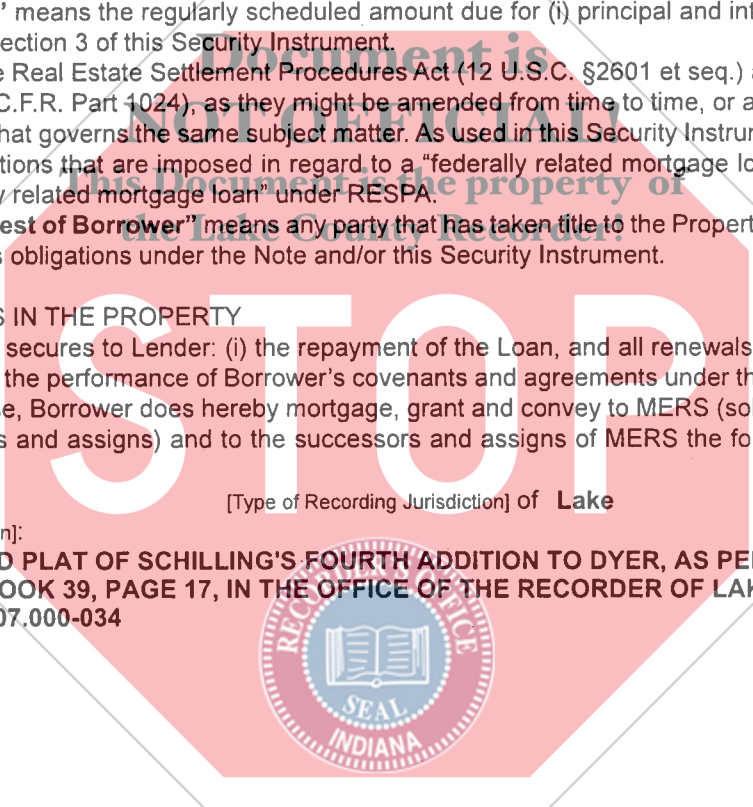 ” means the regularly scheduled amount due for (i) principal and in
ection 3 of this Security Instrument.
Document is
e Real Estate Settlement Procedures Act (12 U.S.C. §2601 et seq.)
C.F.R. Part 1024), as they might be amended from time to time, or a
NOT OFFICIAL!
hat governs the same subject matter. As used in this Security Instrum
tions that are imposed in regard to a “federally related mortgage lo
This Document is the property of
y related mortgage loan” under RESPA.
est of Borrower” means any party that has taken title to the Propert
the Lake County Recorder!
s obligations under the Note and/or this Security Instrument.
S IN THE PROPERTY
secures to Lender: (i) the repayment of the Loan, and all renewals
the performance of Borrower’s covenants and agreements under th
e, Borrower does hereby mortgage, grant and convey to MERS (sol
s and assigns) and to the successors and assigns of MERS the fo
STOP
[Type of Recording Jurisdiction] of Lake
n]:
D PLAT OF SCHILLING'S FOURTH ADDITION TO DYER, AS PE
OOK 39, PAGE 17, IN THE OFFICE OF THE RECORDER OF LAK
07.000-034
RECORDER'S OFFICE
SEAL
INDIANA